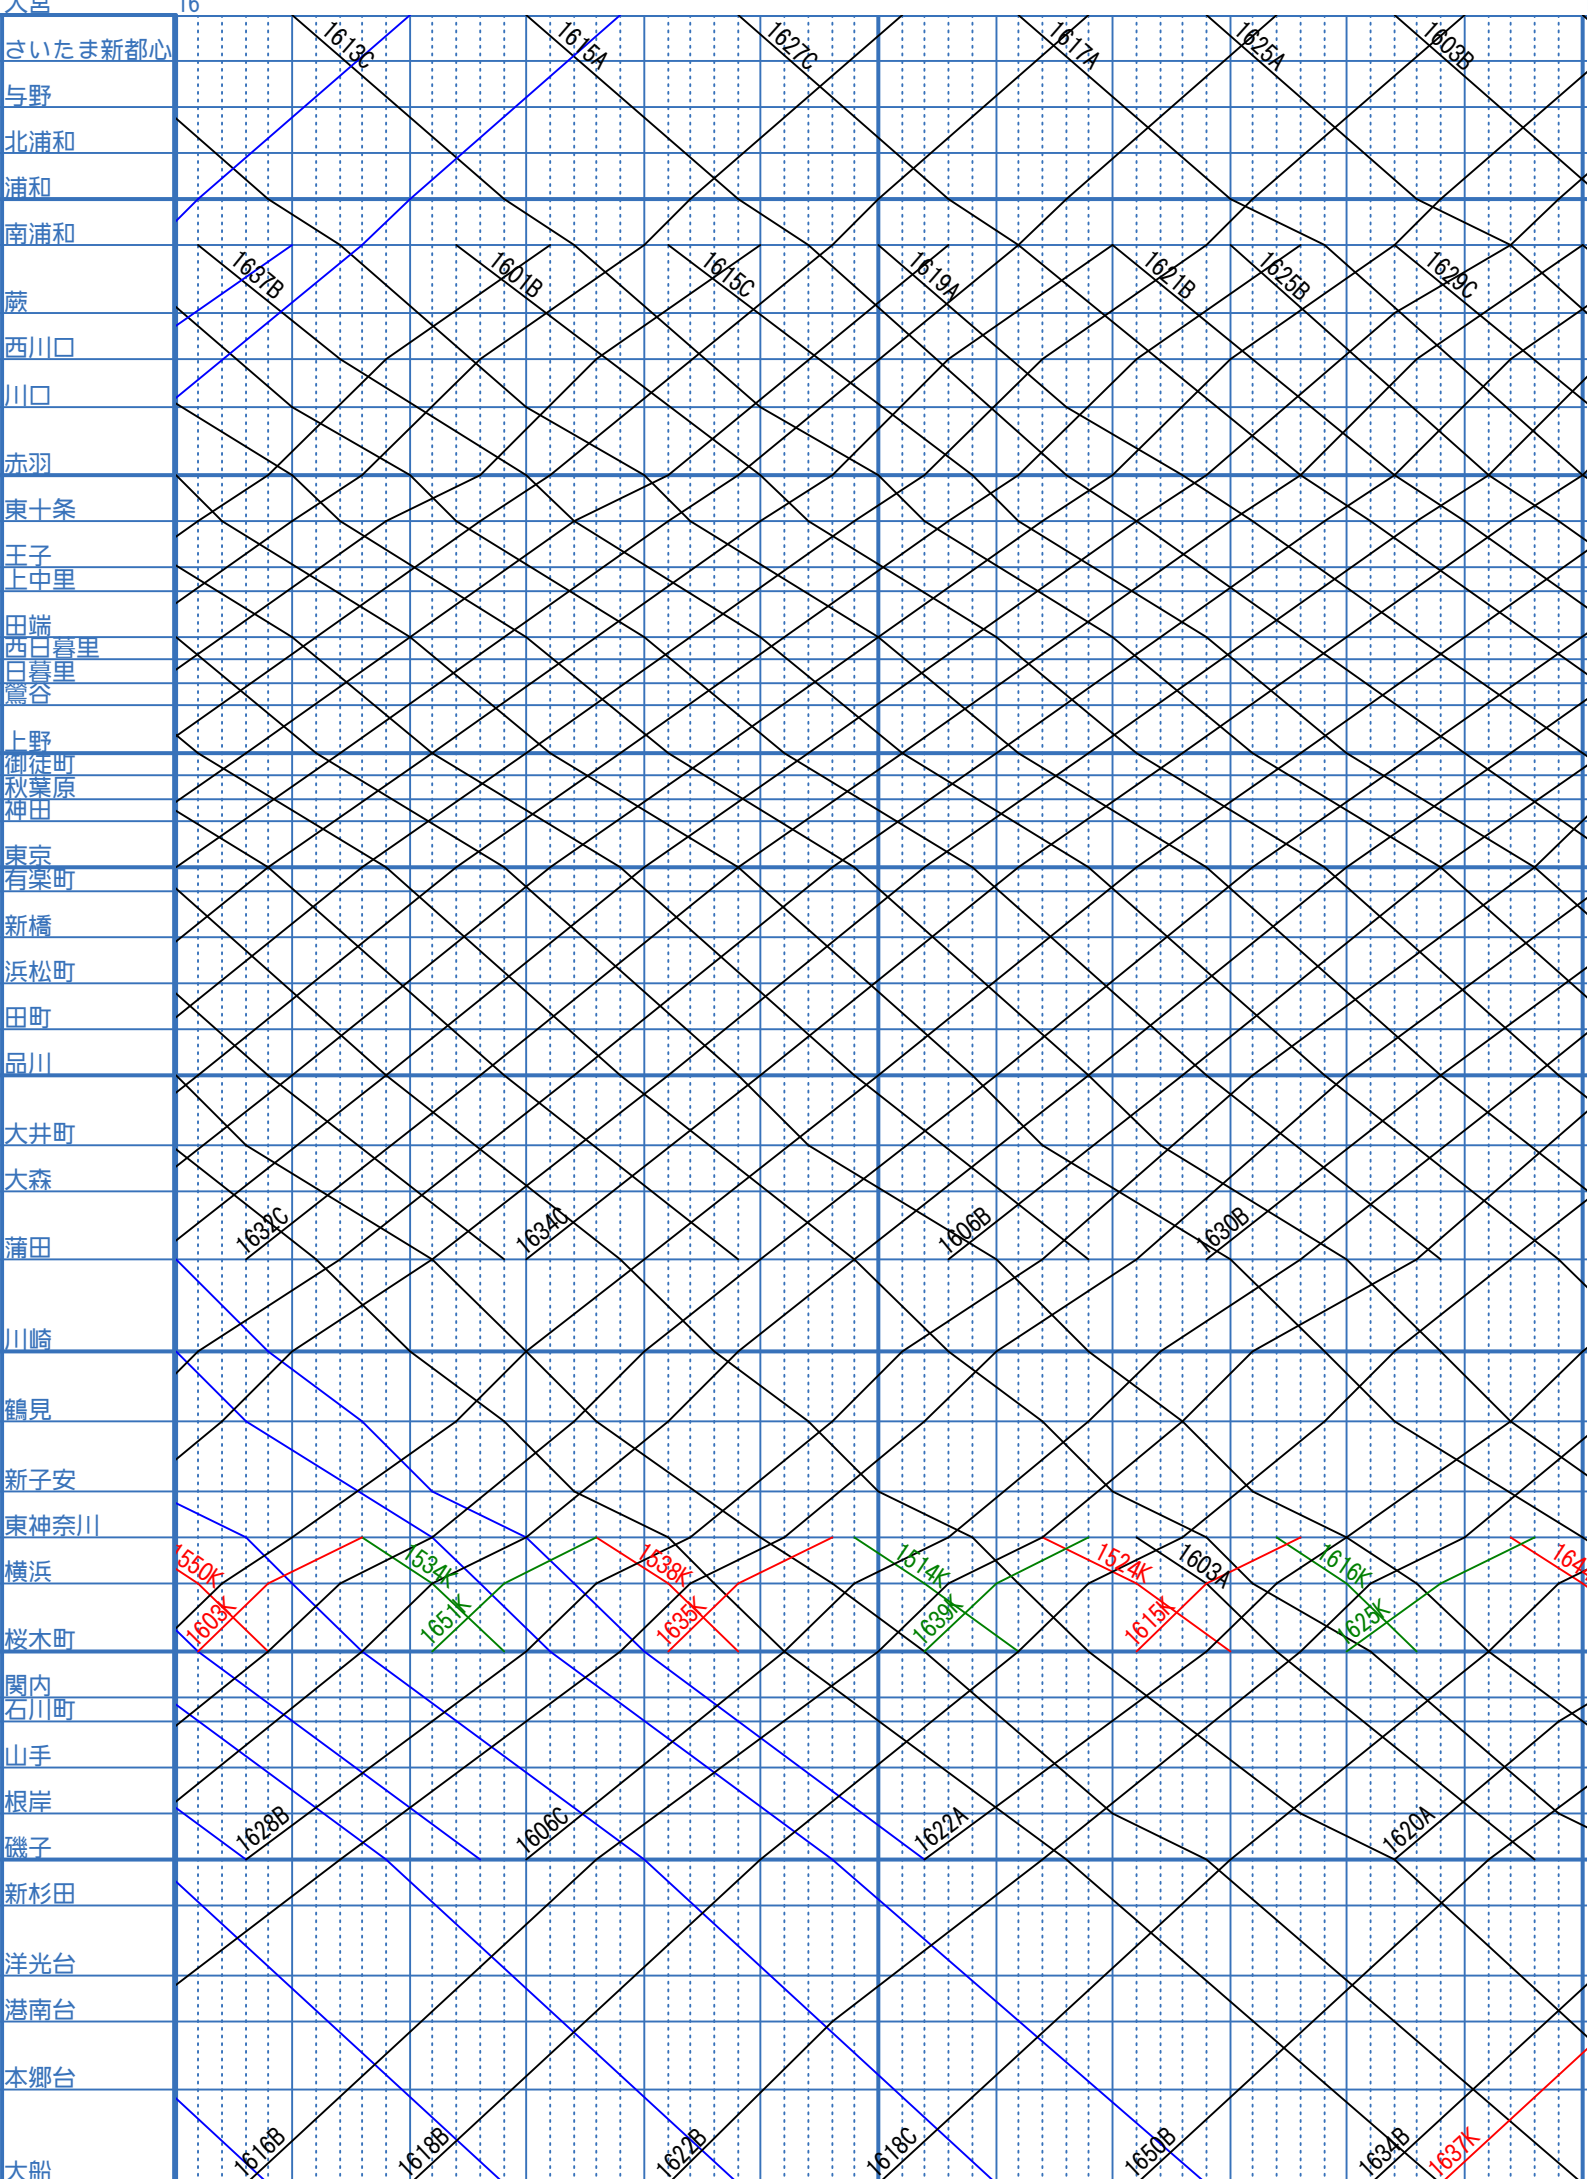 大宮
16
さいたま新都心
1613C
1615A
1627C
1617A
1625A
1603B
与野
北浦和
浦和
南浦和
1637B
1601B
1615C
1619A
1621B
1625B
1629C
蕨
西川口
川口
赤羽
東十条
王子
上中里
田端
西日暮里
日暮里
鶯谷
上野
御徒町
秋葉原
神田
東京
有楽町
新橋
浜松町
田町
品川
大井町
大森
蒲田
1632C
1634C
1606B
1630B
川崎
鶴見
新子安
東神奈川
横浜
1550K
1534K
1538K
1514K
1524K
1603A
1616K
桜木町
1603K
1651K
1635K
1639K
1615K
1625K
関内
石川町
山手
根岸
磯子
1628B
1606C
1622A
1620A
新杉田
洋光台
港南台
本郷台
大船
1616B
1618B
1622B
1618C
1650B
1634B
1637K